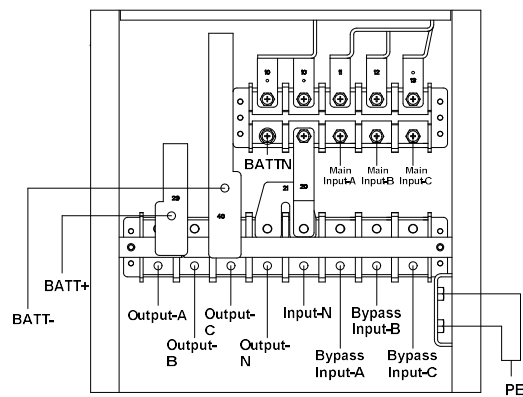 10 10 11 12 13
BATTN
Main
Input-A
Main
Input-B
Main
Input-C
29
40
21
20
BATT+
BATT-
Output-A
Output-
B
Output-
C
Output-
N
Input-N
Bypass
Input-A
Bypass
Input-B
Bypass
Input-C
PE